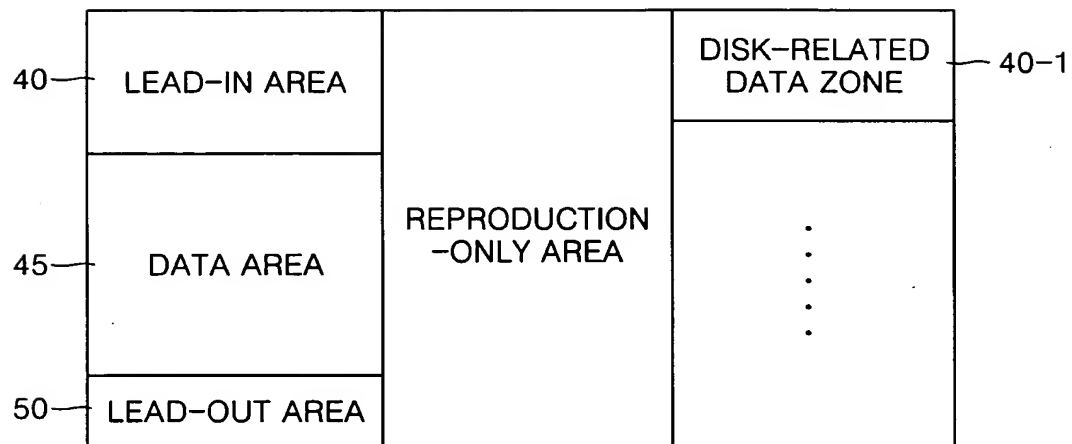 40
LEAD-IN AREA
45
DATA AREA
50
LEAD-OUT AREA
REPRODUCTION
-ONLY AREA
DISK-RELATED
DATA ZONE
40-1